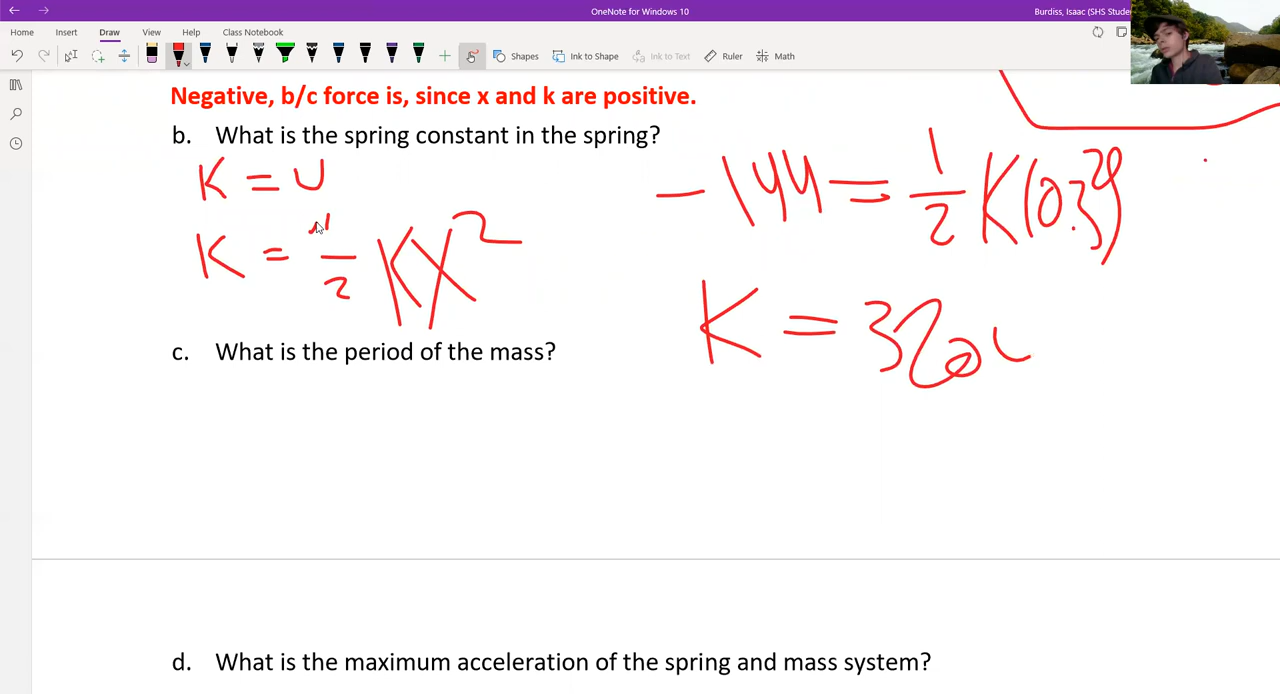 OneNote for Windows 10
Burdiss, Isaac (SHS Stude
Home Insert Draw View Help Class Notebook
Shapes Ink to Shape Ink to Text Ruler Math
Negative, b/c force is, since x and k are positive.
b. What is the spring constant in the spring?
K = U
K = 1/2 KX²
-144 = 1/2 K(0.3
K = 320
c. What is the period of the mass?
d. What is the maximum acceleration of the spring and mass system?